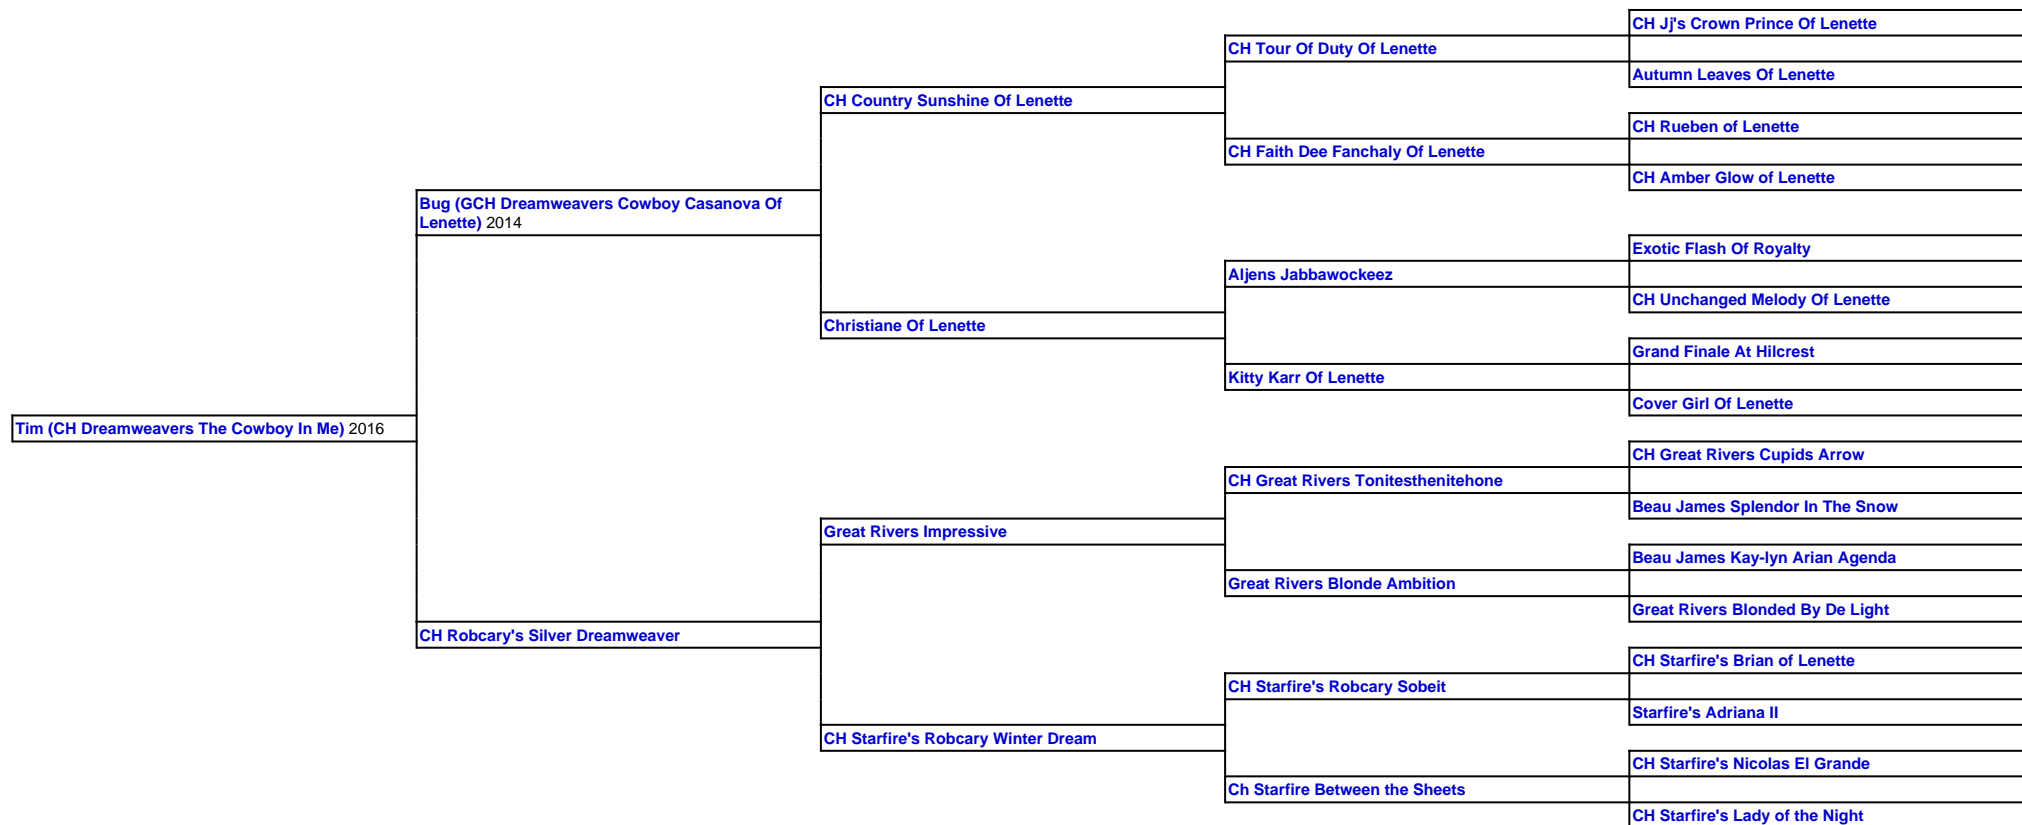 CH Jj's Crown Prince Of Lenette
CH Tour Of Duty Of Lenette
Autumn Leaves Of Lenette
CH Country Sunshine Of Lenette
CH Rueben of Lenette
CH Faith Dee Fanchaly Of Lenette
CH Amber Glow of Lenette
Bug (GCH Dreamweavers Cowboy Casanova Of
Lenette) 2014
Exotic Flash Of Royalty
Aljens Jabbawockeez
CH Unchanged Melody Of Lenette
Christiane Of Lenette
Grand Finale At Hilcrest
Kitty Karr Of Lenette
Cover Girl Of Lenette
Tim (CH Dreamweavers The Cowboy In Me) 2016
CH Great Rivers Cupids Arrow
CH Great Rivers Tonitesthenitehone
Beau James Splendor In The Snow
Great Rivers Impressive
Beau James Kay-lyn Arian Agenda
Great Rivers Blonde Ambition
Great Rivers Blonded By De Light
CH Robcary's Silver Dreamweaver
CH Starfire's Brian of Lenette
CH Starfire's Robcary Sobeit
Starfire's Adriana II
CH Starfire's Robcary Winter Dream
CH Starfire's Nicolas El Grande
Ch Starfire Between the Sheets
CH Starfire's Lady of the Night